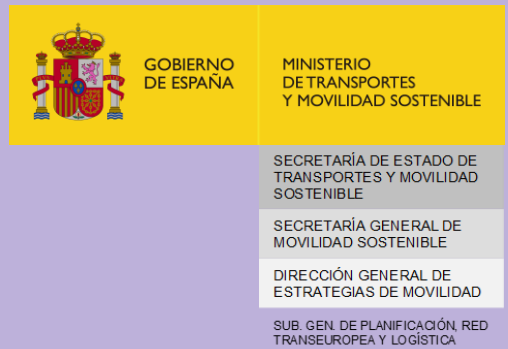 GOBIERNO
DE ESPAÑA
MINISTERIO
DE TRANSPORTES
Y MOVILIDAD SOSTENIBLE
SECRETARÍA DE ESTADO DE
TRANSPORTES Y MOVILIDAD
SOSTENIBLE
SECRETARÍA GENERAL DE
MOVILIDAD SOSTENIBLE
DIRECCIÓN GENERAL DE
ESTRATEGIAS DE MOVILIDAD
SUB. GEN. DE PLANIFICACIÓN, RED
TRANSEUROPEA Y LOGÍSTICA